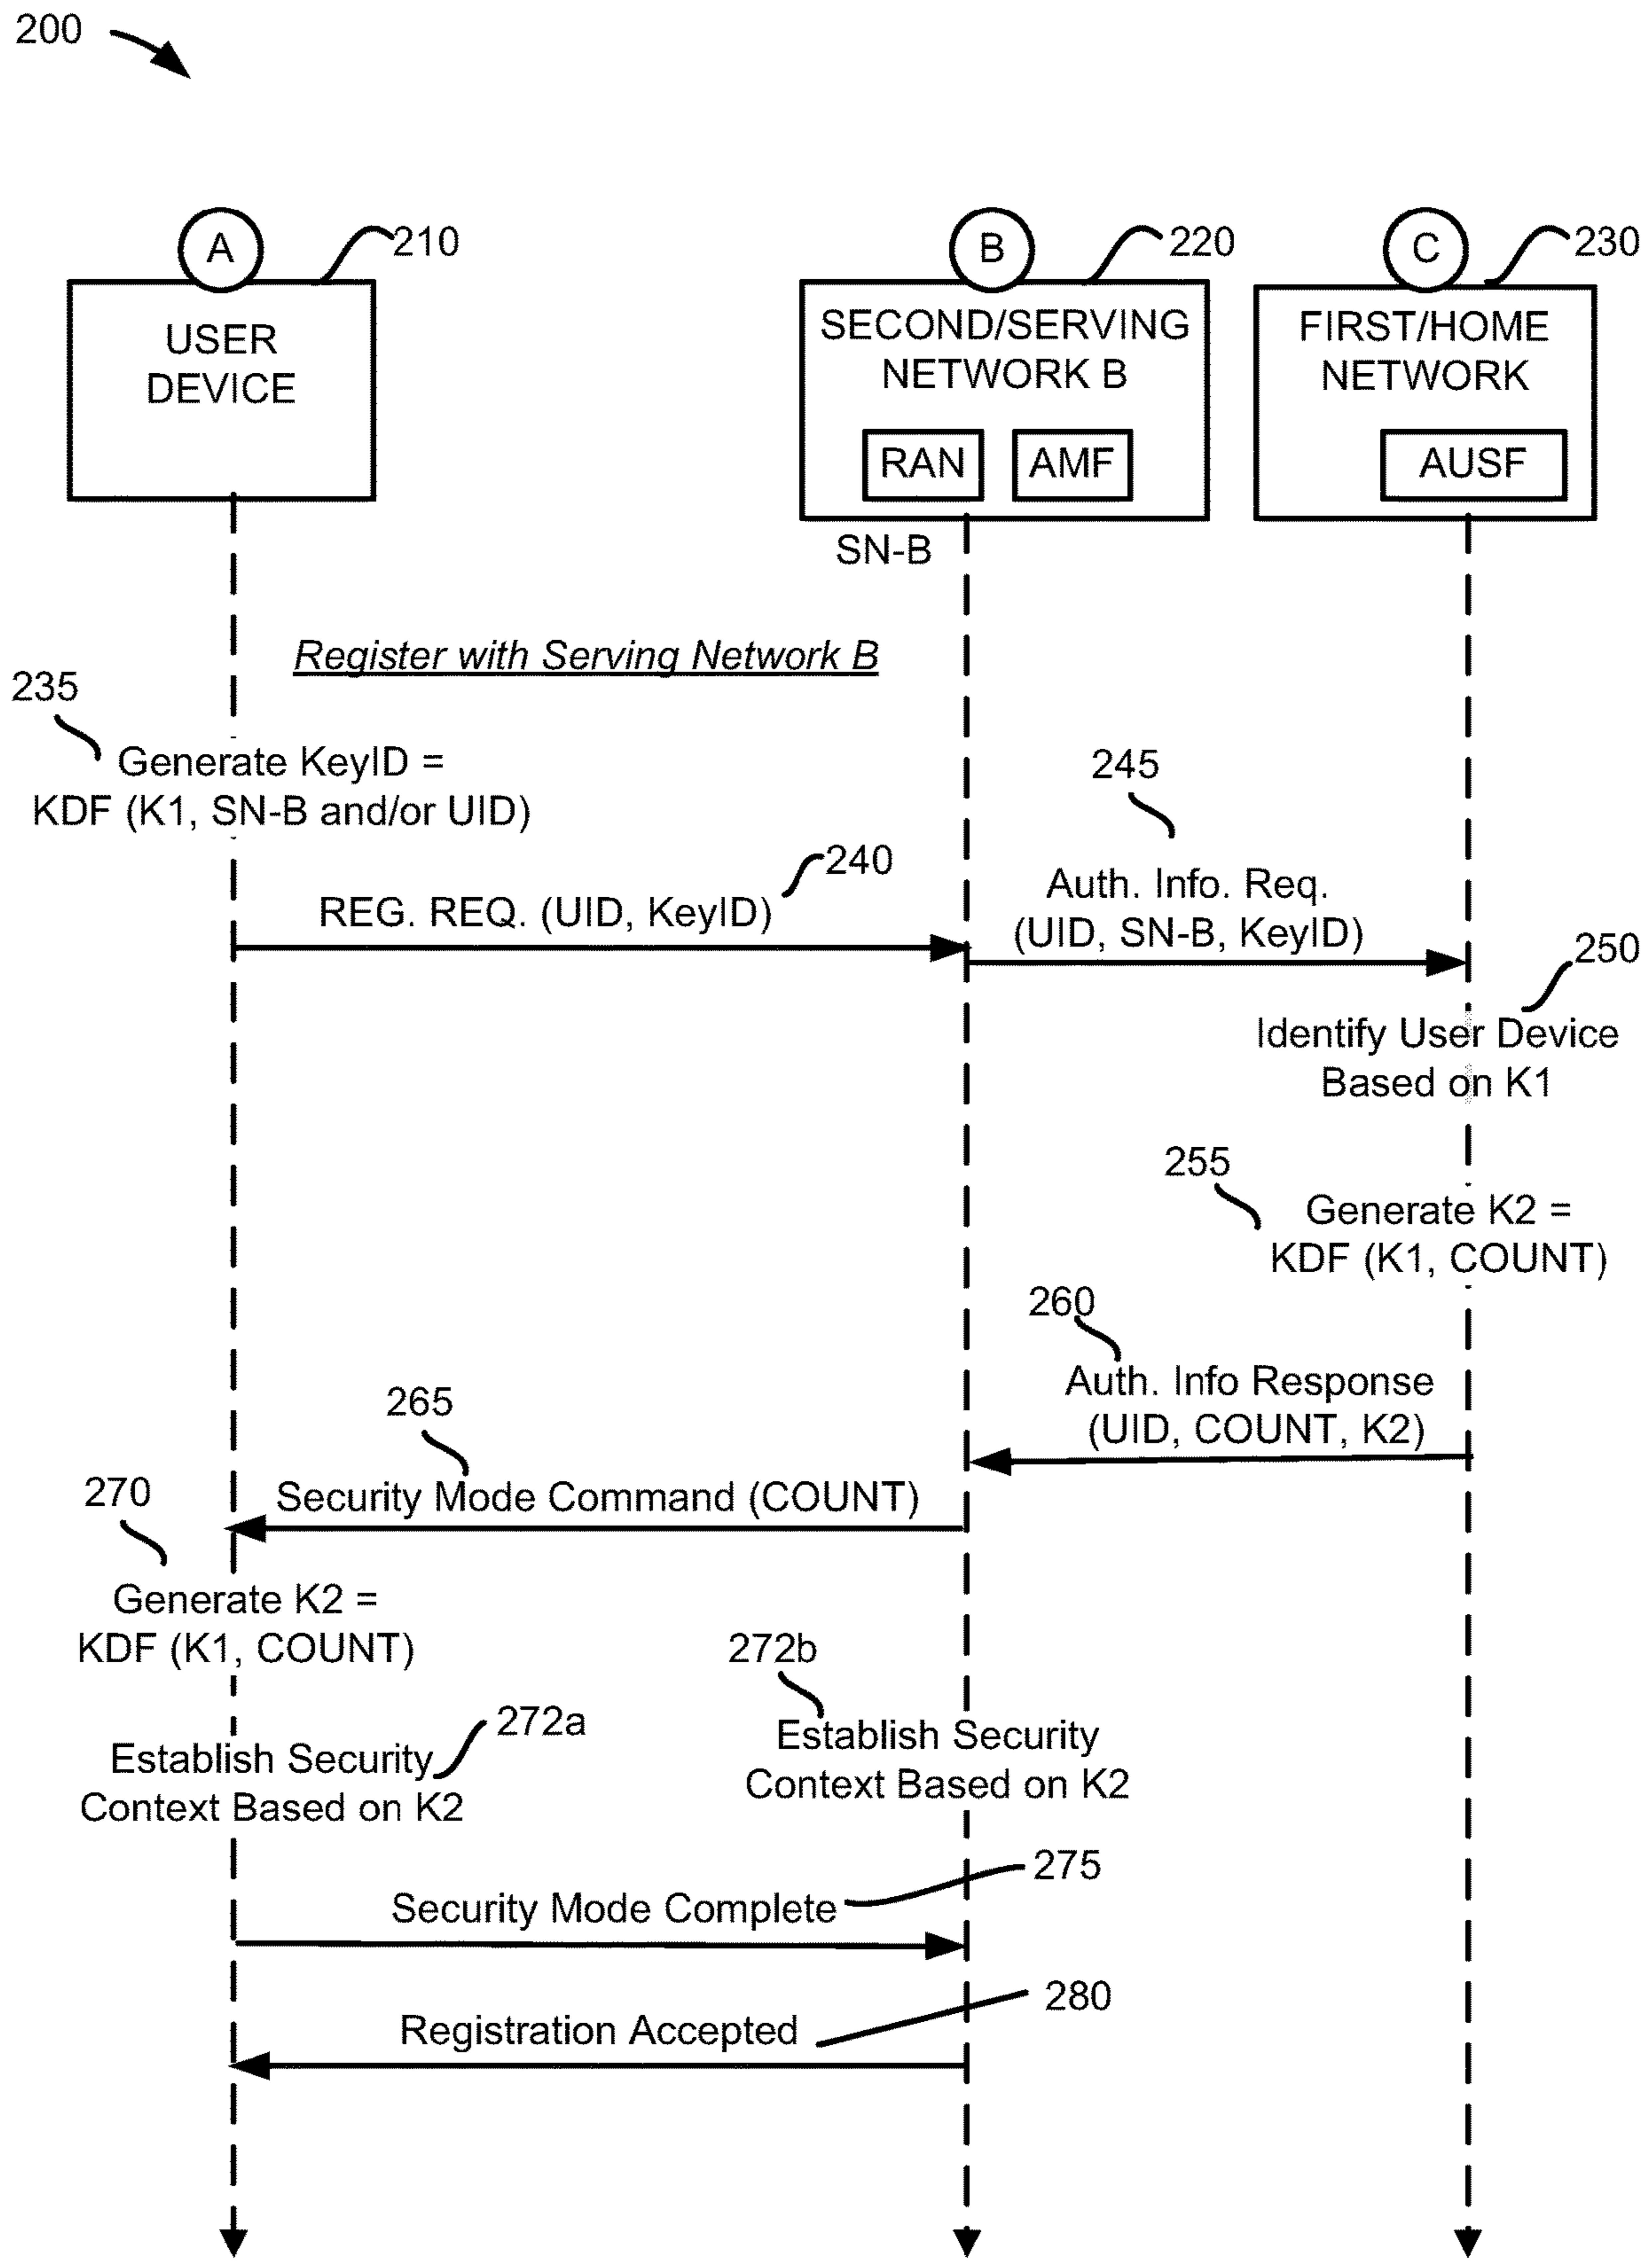 200
A
210
B
220
C
230
USER
DEVICE
SECOND/SERVING
NETWORK B
RAN
AMF
FIRST/HOME
NETWORK
AUSF
SN-B
Register with Serving Network B
235
Generate KeyID =
KDF (K1, SN-B and/or UID)
240
REG. REQ. (UID, KeyID)
245
Auth. Info. Req.
(UID, SN-B, KeyID)
250
Identify User Device
Based on K1
255
Generate K2 =
KDF (K1, COUNT)
260
Auth. Info Response
(UID, COUNT, K2)
265
Security Mode Command (COUNT)
270
Generate K2 =
KDF (K1, COUNT)
272b
Establish Security
Context Based on K2
272a
Establish Security
Context Based on K2
275
Security Mode Complete
280
Registration Accepted